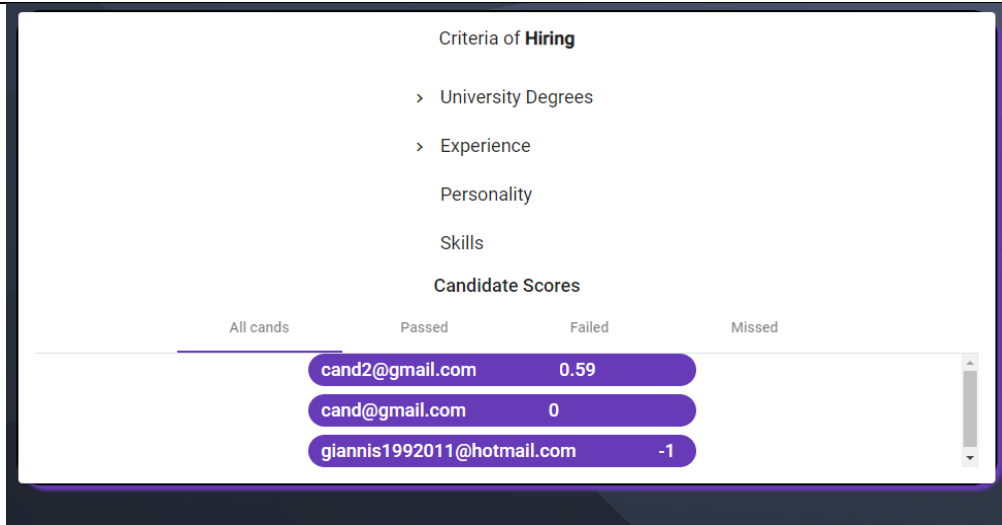 Criteria of Hiring
University Degrees
Experience
Personality
Skills
Candidate Scores
All cands Passed Failed Missed
cand2@gmail.com 0.59
cand@gmail.com 0
giannis1992011@hotmail.com -1